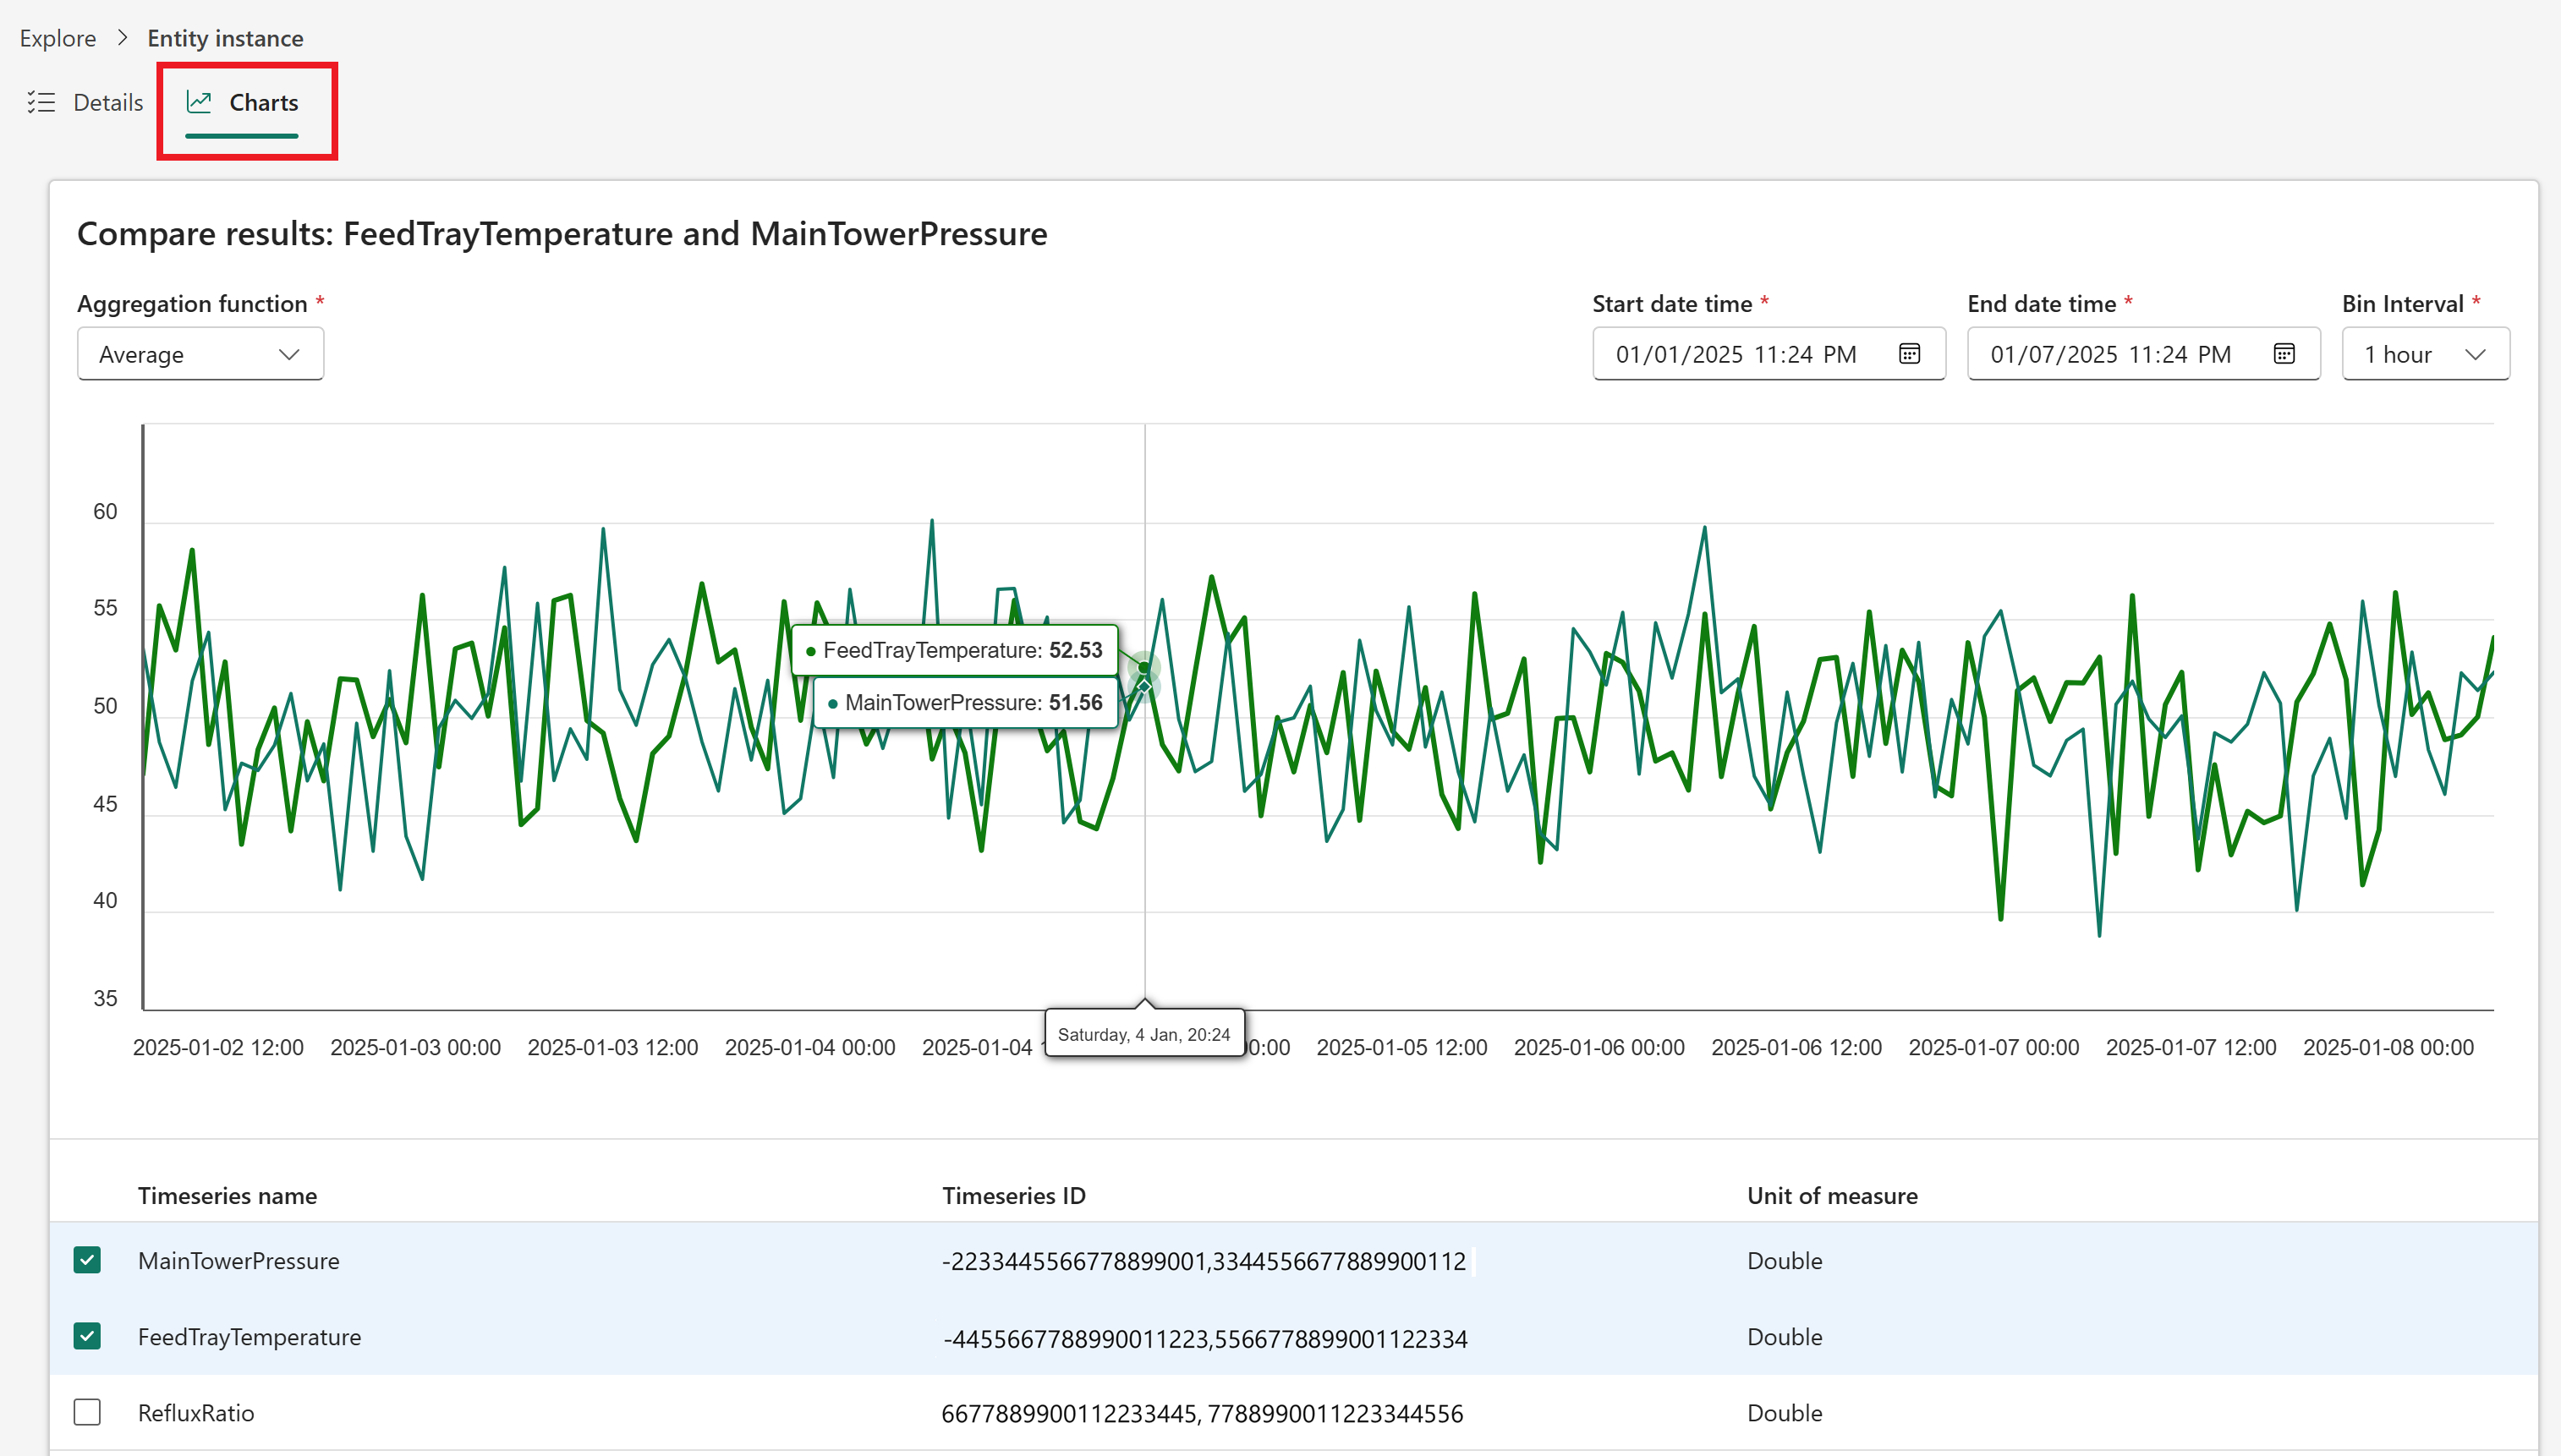 Explore > Entity instance
Details Charts
Compare results: FeedTrayTemperature and MainTowerPressure
Aggregation function * Start date time * End date time * Bin Interval *
Average 01/01/2025 11:24 PM 01/07/2025 11:24 PM 1 hour
60
55
FeedTrayTemperature: 52.53
50 MainTowerPressure: 51.56
45
40
35
Saturday, 4 Jan, 20:24
2025-01-02 12:00 2025-01-03 00:00 2025-01-03 12:00 2025-01-04 00:00 2025-01-04 00:00 2025-01-05 12:00 2025-01-06 00:00 2025-01-06 12:00 2025-01-07 00:00 2025-01-07 12:00 2025-01-08 00:00
Timeseries name Timeseries ID Unit of measure
MainTowerPressure -2233445566778899001,3344556677889900112 Double
FeedTrayTemperature -4455667788990011223,5566778899001122334 Double
RefluxRatio 6677889900112233445, 7788990011223344556 Double